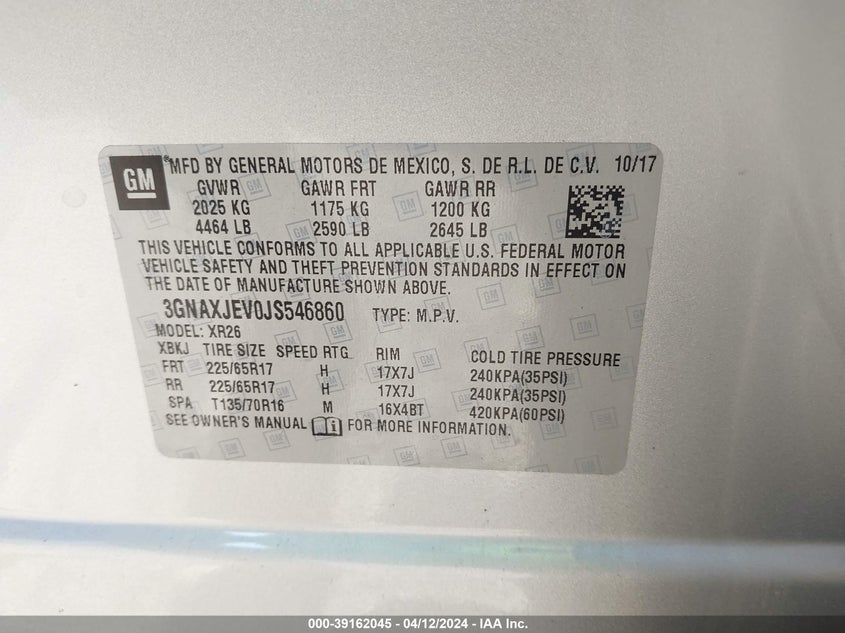 GM ®MFD BY GENERAL MOTORS DE MEXICO, S. DE R.L. DE C.V. 10/17
GVWR GAWR FRT GAWR RR
2025 KG 1175 KG 1200 KG
4464 LB 2590 LB 2645 LB
THIS VEHICLE CONFORMS TO ALL APPLICABLE U.S. FEDERAL MOTOR
VEHICLE SAFETY AND THEFT PREVENTION STANDARDS IN EFFECT ON
THE DATE OF MANUFACTURE SHOWN ABOVE.
3GNAXJEV0JS546860 TYPE: M.P.V.
MODEL: XR26
XBKJ TIRE SIZE SPEED RTG RIM COLD TIRE PRESSURE
FRT 225/65R17 H 17X7J 240KPA(35PSI)
RR 225/65R17 H 17X7J 240KPA(35PSI)
SPA T135/70R16 M 16X4BT 420KPA(60PSI)
SEE OWNER'S MANUAL FOR MORE INFORMATION.
000-39162045 - 04/12/2024 - IAA Inc.